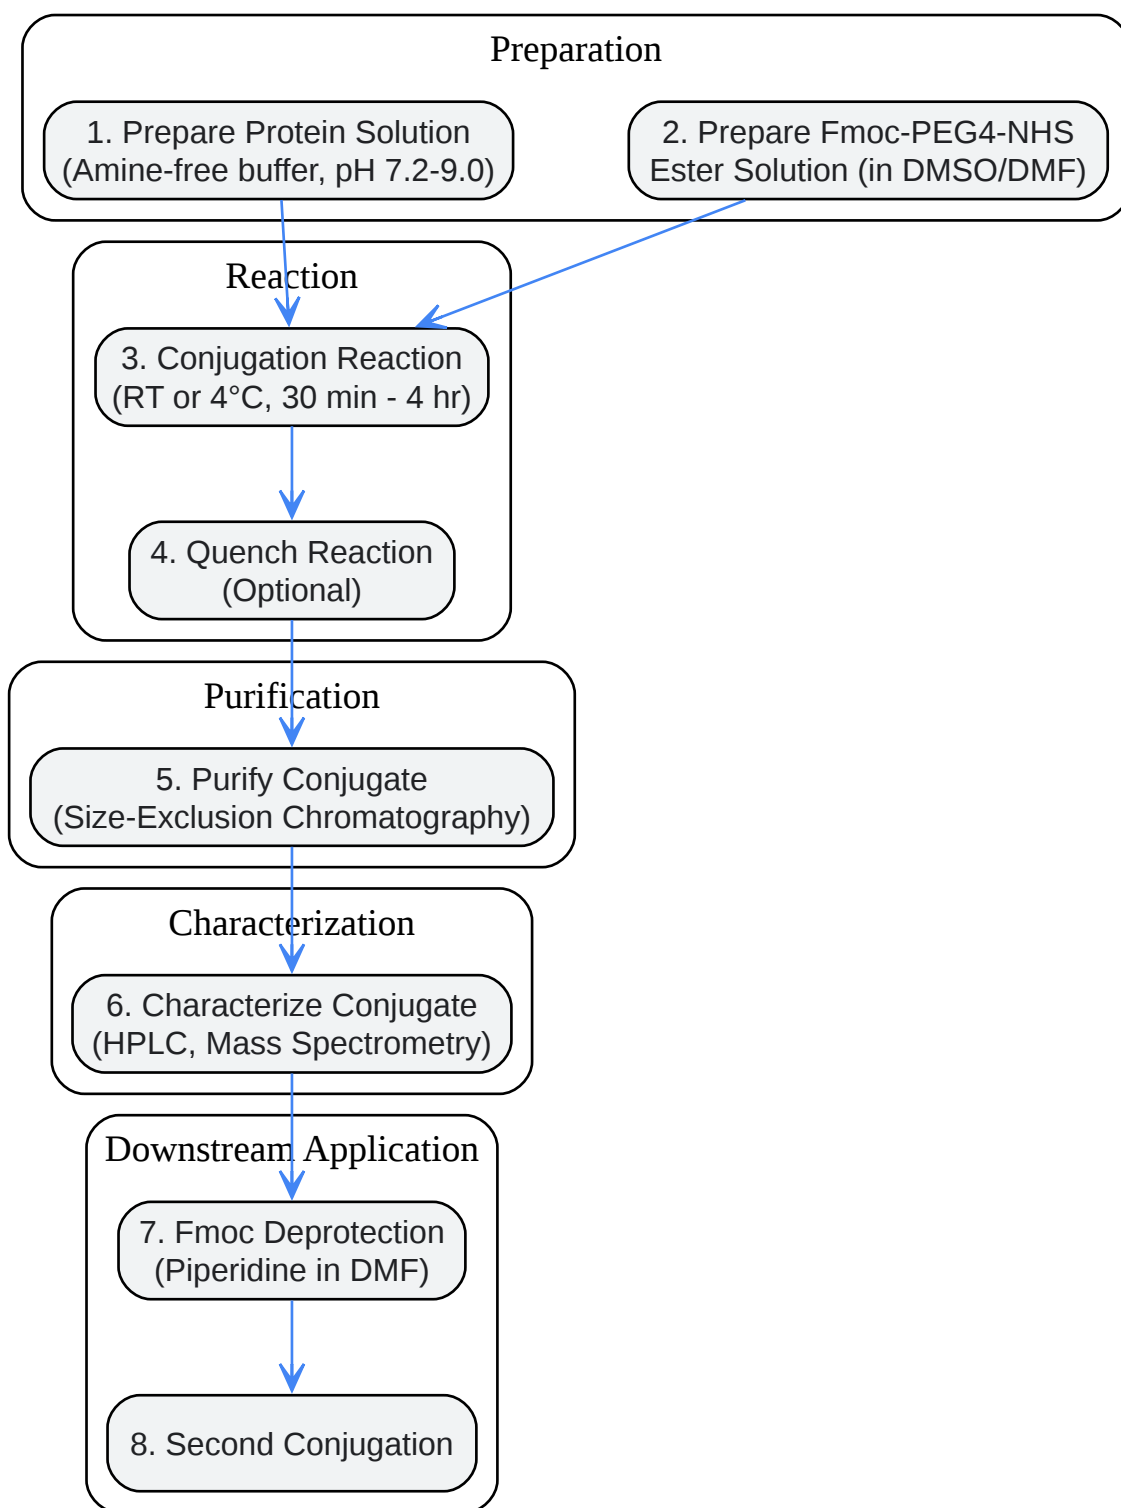 Preparation
1. Prepare Protein Solution
(Amine-free buffer, pH 7.2-9.0)
2. Prepare Fmoc-PEG4-NHS
Ester Solution (in DMSO/DMF)
Reaction
3. Conjugation Reaction
(RT or 4°C, 30 min - 4 hr)
4. Quench Reaction
(Optional)
Purification
5. Purify Conjugate
(Size-Exclusion Chromatography)
Characterization
6. Characterize Conjugate
(HPLC, Mass Spectrometry)
Downstream Application
7. Fmoc Deprotection
(Piperidine in DMF)
8. Second Conjugation